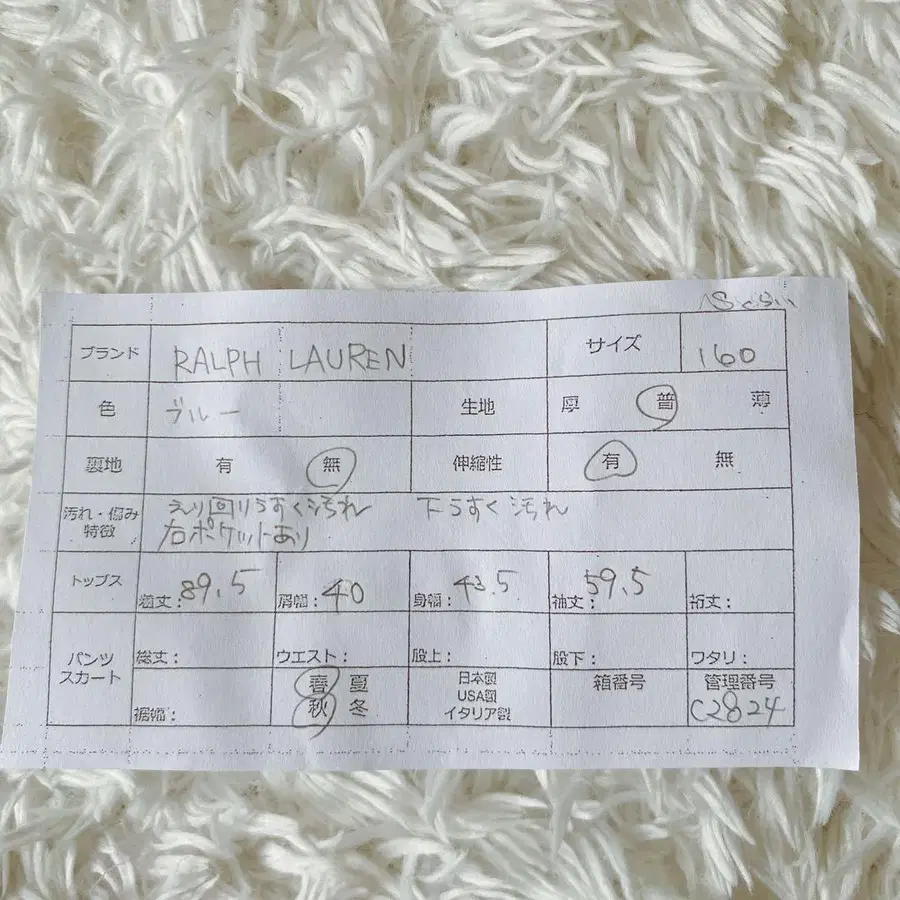 ブランド RALPH LAUREN サイズ 160
色 ブルー 生地 厚 普 薄
裏地 有 無 伸縮性 有 無
汚れ・傷み 特徴 えり回りうすく汚れ 下うすく汚れ
右ポケットあり
トップス 着丈: 89.5 肩幅: 40 身幅: 43.5 袖丈: 59.5 裄丈:
パンツ スカート 総丈: ウエスト: 股上: 股下: ワタリ:
裾幅: 春 夏 秋 冬 日本製 USA製 イタリア製 箱番号 管理番号
C2824